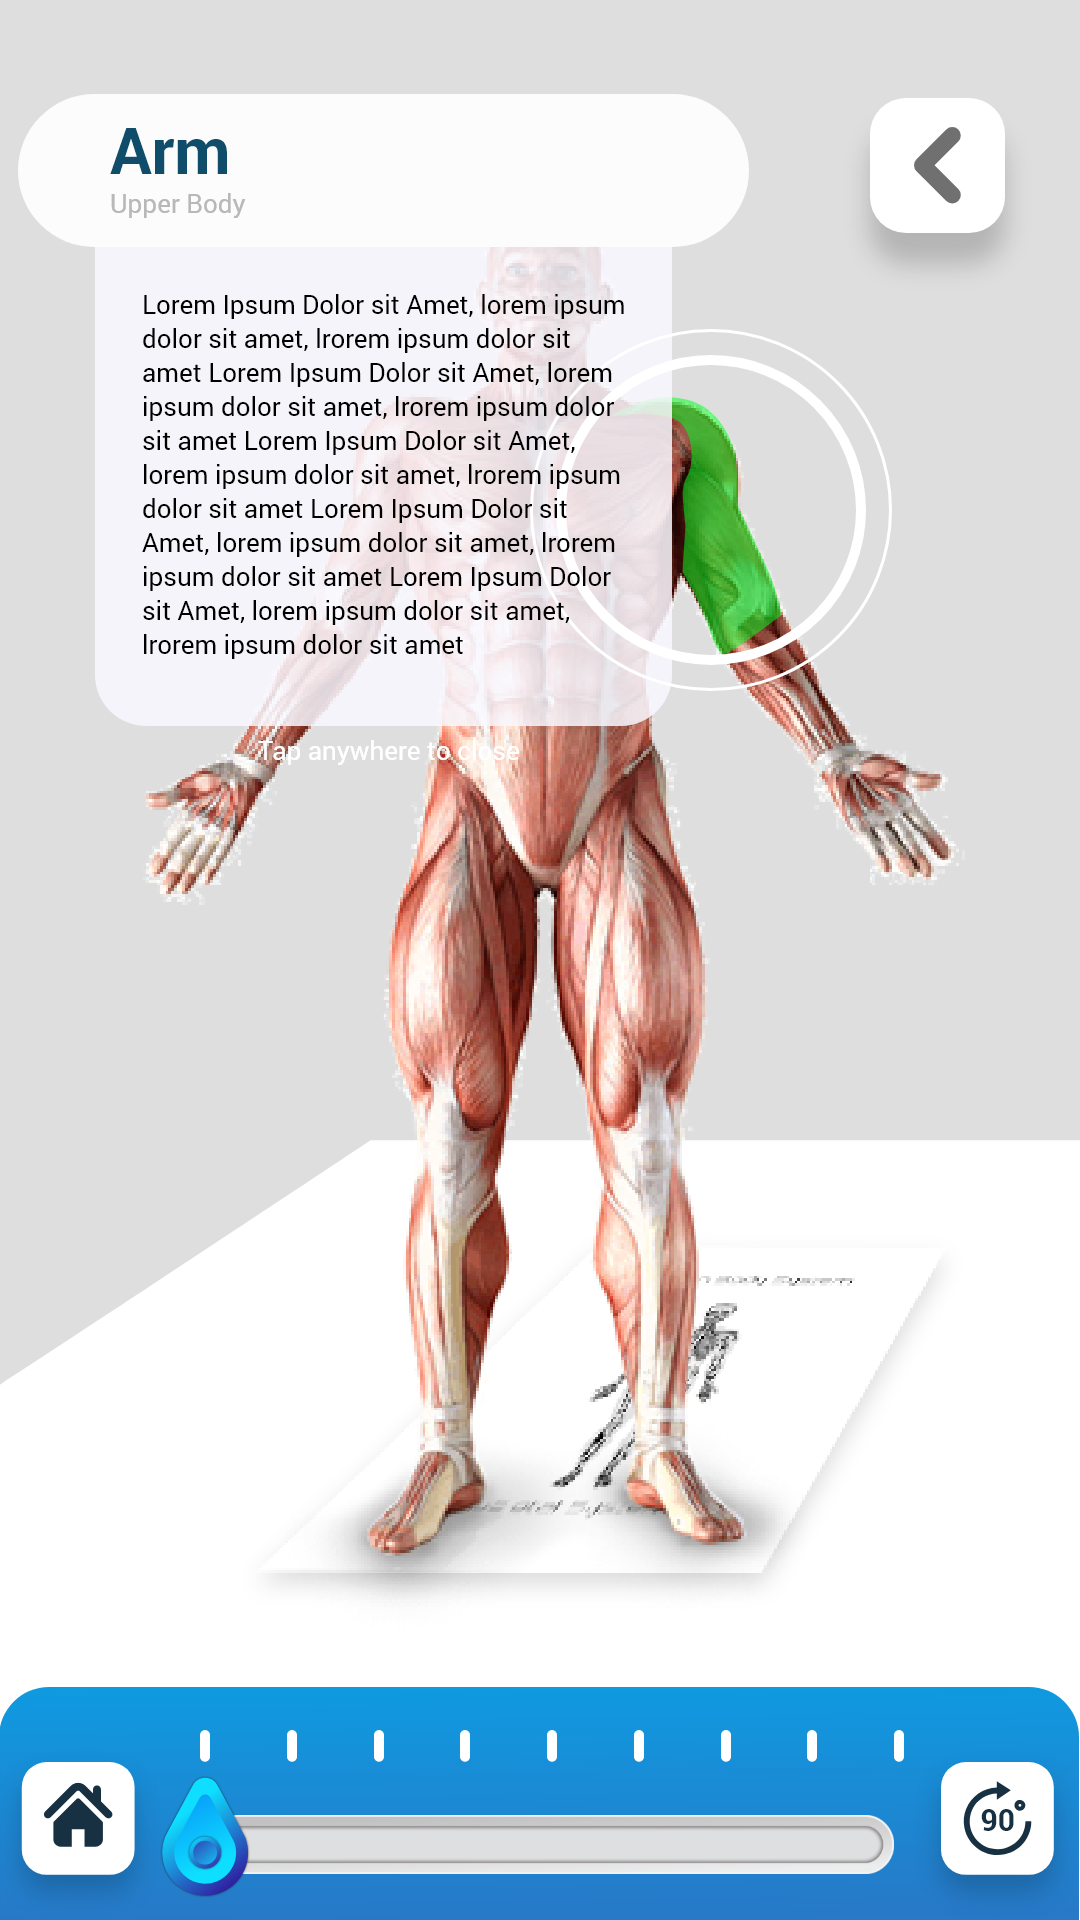 Arm
Upper Body
Lorem Ipsum Dolor sit Amet, lorem ipsum
dolor sit amet, lrorem ipsum dolor sit
amet Lorem Ipsum Dolor sit Amet, lorem
ipsum dolor sit amet, lrorem ipsum dolor
sit amet Lorem Ipsum Dolor sit Amet,
lorem ipsum dolor sit amet, lrorem ipsum
dolor sit amet Lorem Ipsum Dolor sit
Amet, lorem ipsum dolor sit amet, lrorem
ipsum dolor sit amet Lorem Ipsum Dolor
sit Amet, lorem ipsum dolor sit amet,
lrorem ipsum dolor sit amet
Tap anywhere to close
Body System
90°